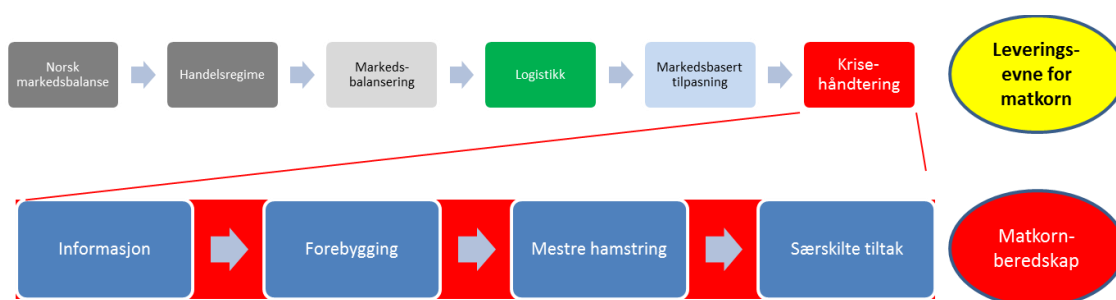 Norsk
markedsbalanse
Handelsregime
Markeds-
balansering
Logistikk
Markedsbasert
tilpasning
Krise-
håndtering
Leverings-
evne for
matkorn
Informasjon
Forebygging
Mestre hamstring
Særskilte tiltak
Matkorn-
beredskap